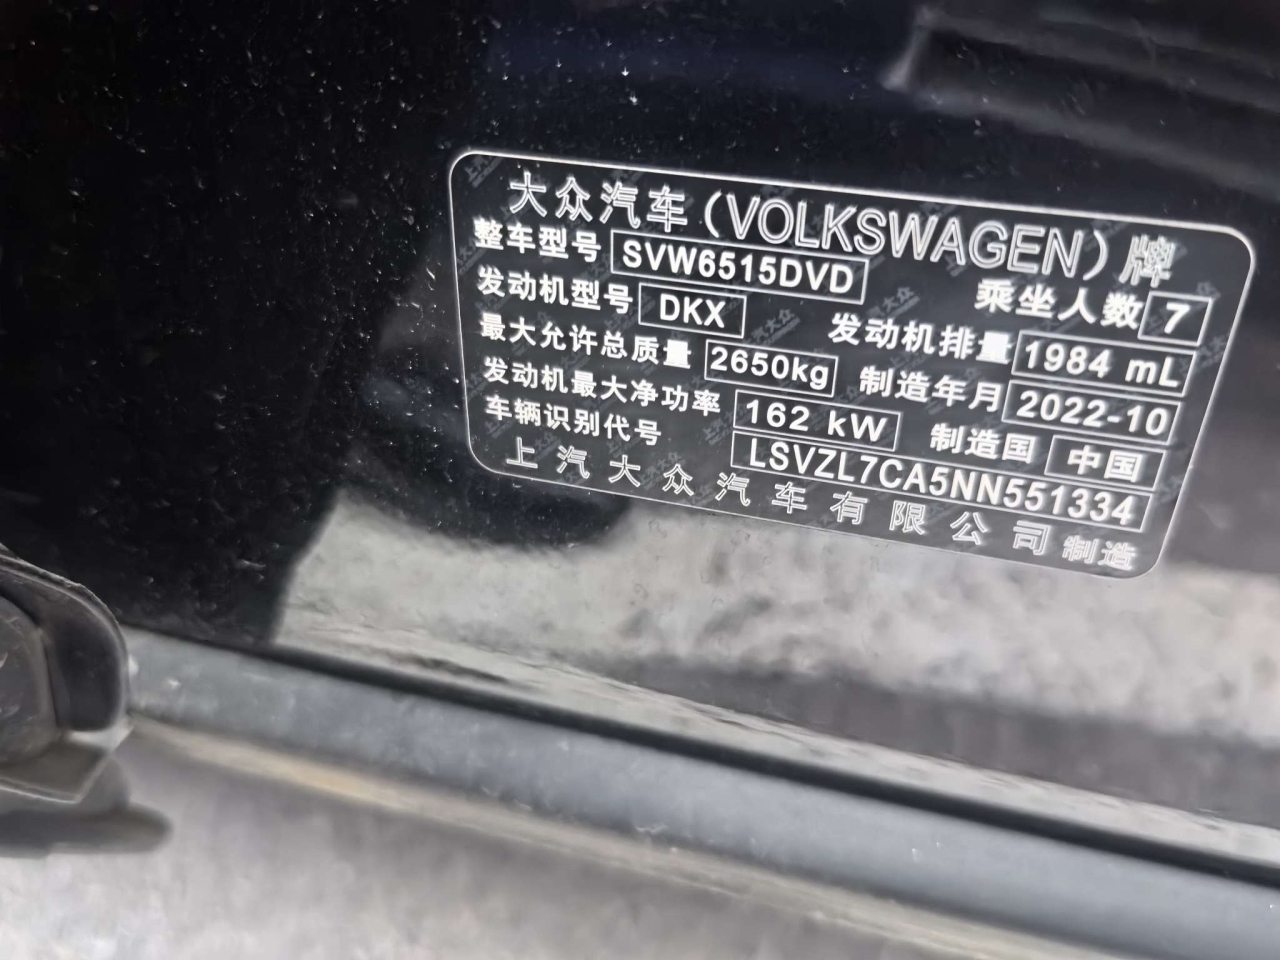 大众汽车(VOLKSWAGEN)牌
整车型号 SVW6515DVD 乘坐人数 7
发动机型号 DKX 发动机排量 1984 mL
最大允许总质量 2650kg 制造年月 2022-10
发动机最大净功率 162 kW 制造国 中国
车辆识别代号 LSVZL7CA5NN551334
上汽大众汽车有限公司 制造